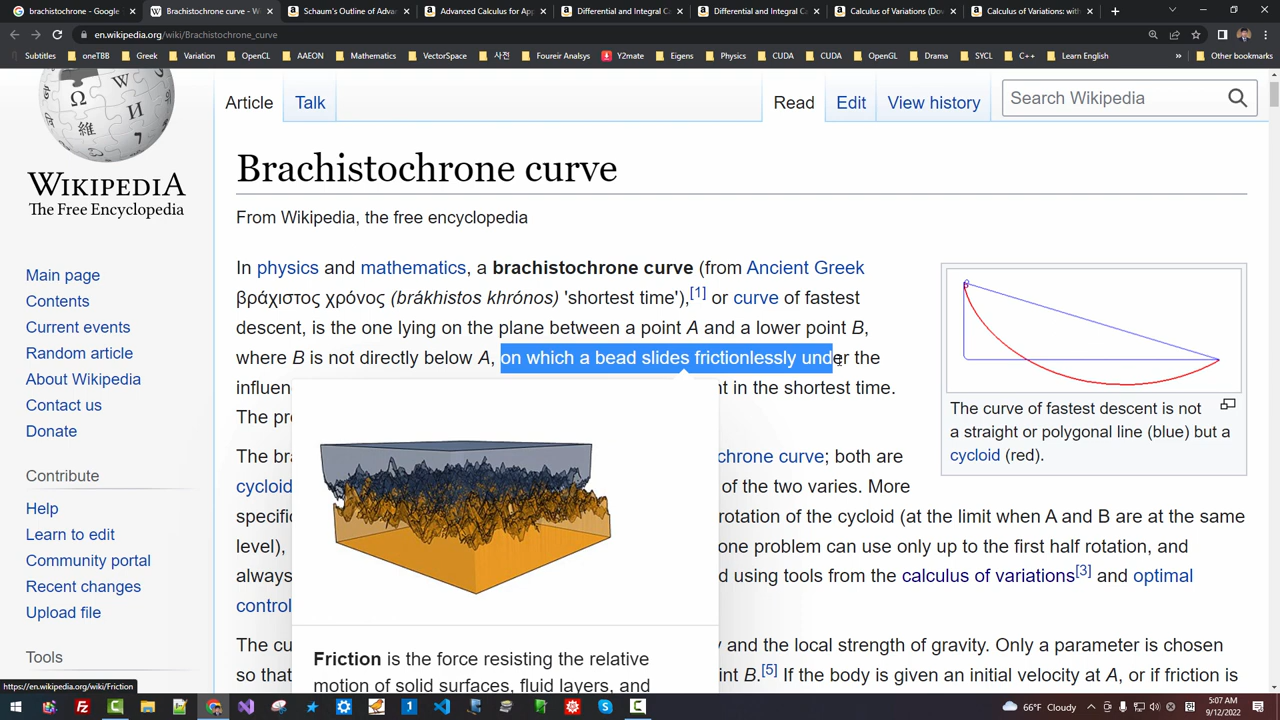 brachistochrone - Google
Brachistochrone curve - W
Schaum's Outline of Adva
Advanced Calculus for Ap
Differential and Integral C
Differential and Integral C
Calculus of Variations (Dov
Calculus of Variations: with
en.wikipedia.org/wiki/Brachistochrone_curve
Subtitles oneTBB Greek Variation OpenCL AAEON Mathematics VectorSpace 사전 Foureir Analsys Y2mate Eigens Physics CUDA CUDA OpenGL Drama SYCL C++ Learn English » Other bookmarks
WIKIPEDIA
The Free Encyclopedia
Main page
Contents
Current events
Random article
About Wikipedia
Contact us
Donate
Contribute
Help
Learn to edit
Community portal
Recent changes
Upload file
Tools
Article Talk Read Edit View history Search Wikipedia
Brachistochrone curve
From Wikipedia, the free encyclopedia
In physics and mathematics, a brachistochrone curve (from Ancient Greek
βράχιστος χρόνος (brákhistos khrónos) 'shortest time'),[1] or curve of fastest
descent, is the one lying on the plane between a point A and a lower point B,
where B is not directly below A, on which a bead slides frictionlessly under the
influen t in the shortest time.
The pr
The bra chrone curve; both are
cycloid of the two varies. More
specific rotation of the cycloid (at the limit when A and B are at the same
level), one problem can use only up to the first half rotation, and
always d using tools from the calculus of variations[3] and optimal
control
The cu y and the local strength of gravity. Only a parameter is chosen
so that int B.[5] If the body is given an initial velocity at A, or if friction is
Friction is the force resisting the relative
motion of solid surfaces, fluid layers, and
The curve of fastest descent is not
a straight or polygonal line (blue) but a
cycloid (red).
https://en.wikipedia.org/wiki/Friction
66°F Cloudy
5:07 AM
9/12/2022